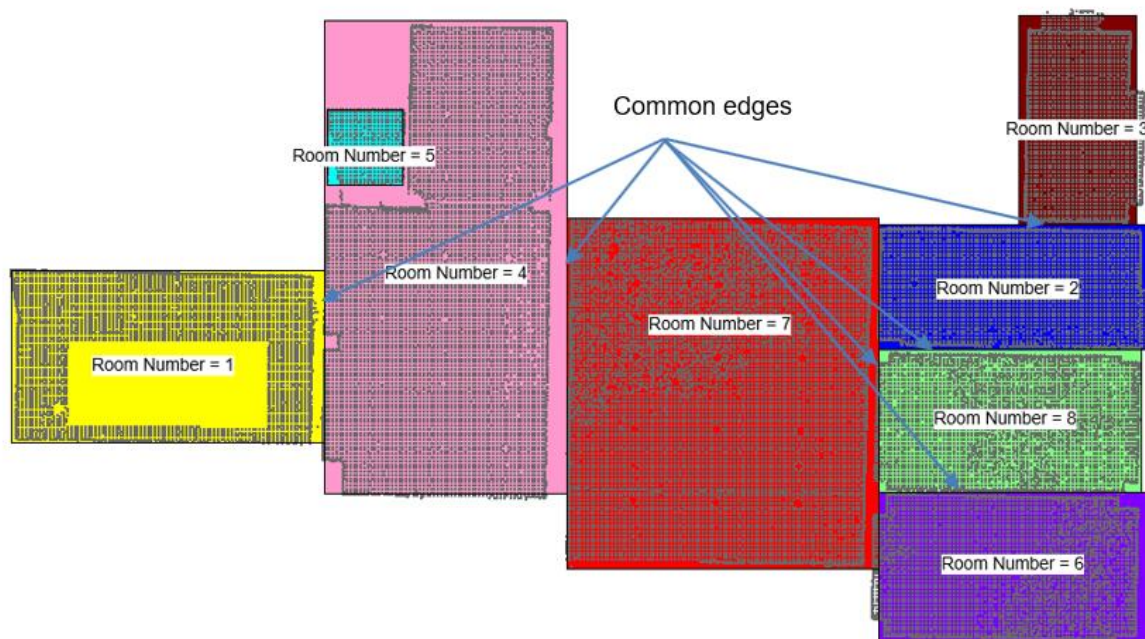 Common edges
Room Number = 3
Room Number = 5
Room Number = 4
Room Number = 2
Room Number = 7
Room Number = 1
Room Number = 8
Room Number = 6